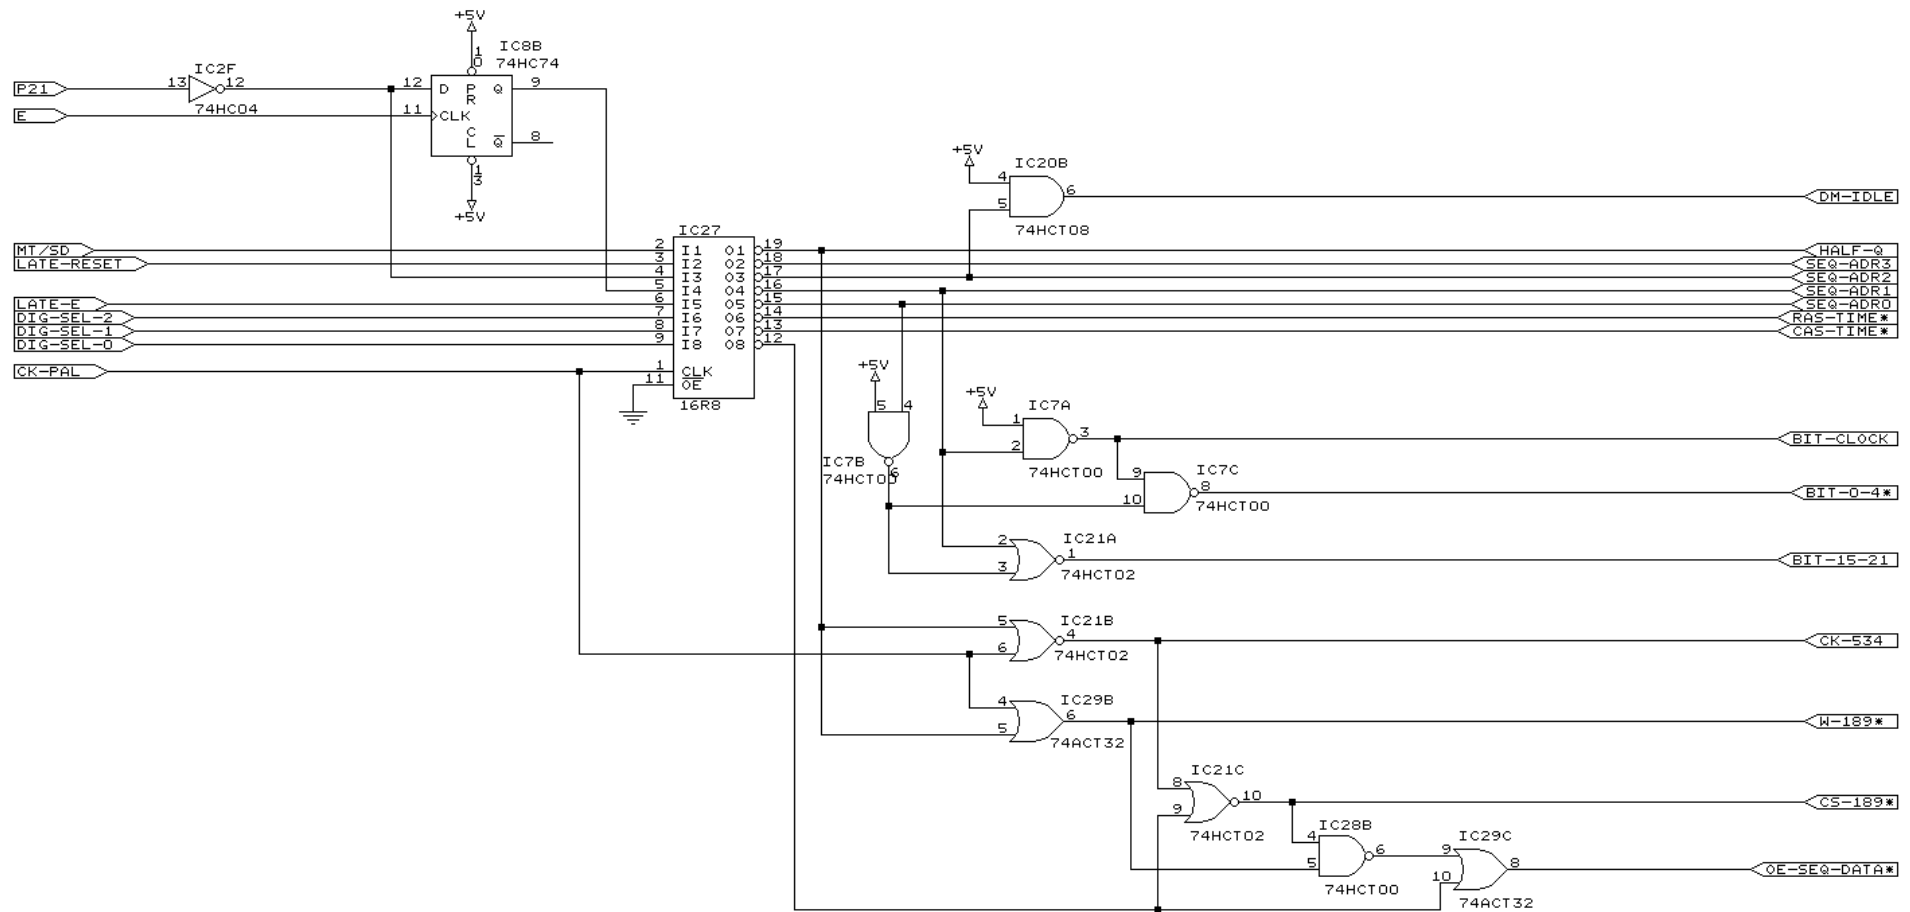 +5V
IC8B
1
0
74HC74
IC2F
P21
13
12
12
D
P
R
Q
9
74HC04
E
11
CLK
C
L
Q
8
1
3
+5V
+5V
IC20B
4
6
DM-IDLE
5
74HCT08
IC27
MT/SD
2
I1
O1
19
HALF-Q
LATE-RESET
3
I2
O2
18
SEQ-ADR3
4
I3
O3
17
SEQ-ADR2
5
I4
O4
16
SEQ-ADR1
LATE-E
6
I5
O5
15
SEQ-ADR0
DIG-SEL-2
7
I6
O6
14
RAS-TIME*
DIG-SEL-1
8
I7
O7
13
CAS-TIME*
DIG-SEL-0
9
I8
O8
12
CK-PAL
1
CLK
11
OE
16R8
+5V
5
4
+5V
IC7A
1
3
BIT-CLOCK
2
IC7B
74HCT00
6
74HCT00
IC7C
9
8
BIT-0-4*
10
74HCT00
IC21A
2
1
BIT-15-21
3
74HCT02
IC21B
5
4
CK-534
6
74HCT02
IC29B
4
6
W-189*
5
74ACT32
IC21C
8
10
CS-189*
9
74HCT02
IC28B
4
6
5
74HCT00
IC29C
9
8
OE-SEQ-DATA*
10
74ACT32